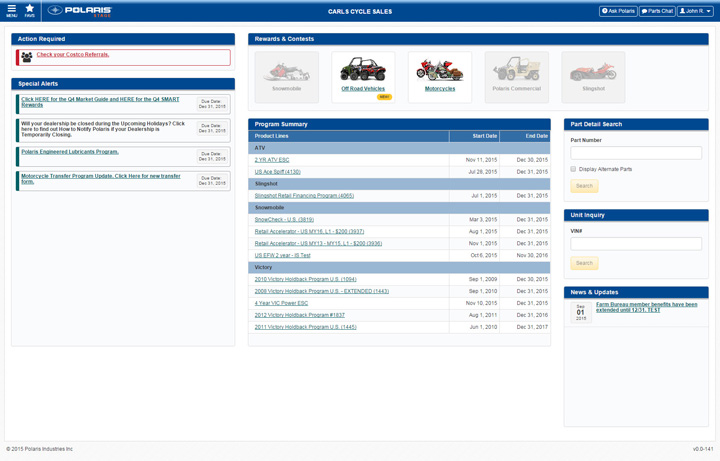 MENU
FAVS
POLARIS
STAGE
CARLS CYCLE SALES
Ask Polaris
Parts Chat
John R.
Action Required
Check your Costco Referrals.
Special Alerts
Click HERE for the Q4 Market Guide and HERE for the Q4 SMART
Rewards
Due Date:
Dec 31, 2015
Will your dealership be closed during the Upcoming Holidays? Click
here to find out How to Notify Polaris if your Dealership is
Temporarily Closing.
Due Date:
Dec 31, 2015
Polaris Engineered Lubricants Program.
Due Date:
Dec 31, 2015
Motorcycle Transfer Program Update. Click Here for new transfer
form.
Due Date:
Dec 31, 2015
Rewards & Contests
Snowmobile
Off Road Vehicles
NEW!
Motorcycles
Polaris Commercial
Slingshot
Program Summary
Product Lines Start Date End Date
ATV
2 YR ATV ESC Nov 11, 2015 Dec 30, 2015
US Ace Spiff (4130) Jul 28, 2015 Dec 31, 2015
Slingshot
Slingshot Retail Financing Program (4065) Jul 1, 2015 Dec 31, 2015
Snowmobile
SnowCheck - U.S. (3819) Mar 3, 2015 Dec 31, 2015
Retail Accelerator - US MY16, L1 - $200 (3937) Aug 1, 2015 Dec 31, 2015
Retail Accelerator - US MY13 - MY15, L1 - $200 (3936) Nov 1, 2015 Dec 31, 2015
US EFW 2 year - IS Test Oct 6, 2015 Nov 30, 2016
Victory
2010 Victory Holdback Program U.S. (1094) Sep 1, 2009 Dec 30, 2015
2008 Victory Holdback Program U.S. - EXTENDED (1443) Sep 1, 2010 Dec 31, 2015
4 Year VIC Power ESC Nov 10, 2015 Dec 31, 2015
2012 Victory Holdback Program #1837 Aug 1, 2011 Dec 31, 2016
2011 Victory Holdback Program U.S. (1445) Jun 1, 2010 Dec 31, 2017
Part Detail Search
Part Number
Display Alternate Parts
Search
Unit Inquiry
VIN#
Search
News & Updates
Dec
01
2015
Farm Bureau member benefits have been
extended until 12/31. TEST
© 2015 Polaris Industries Inc
v0.0-141